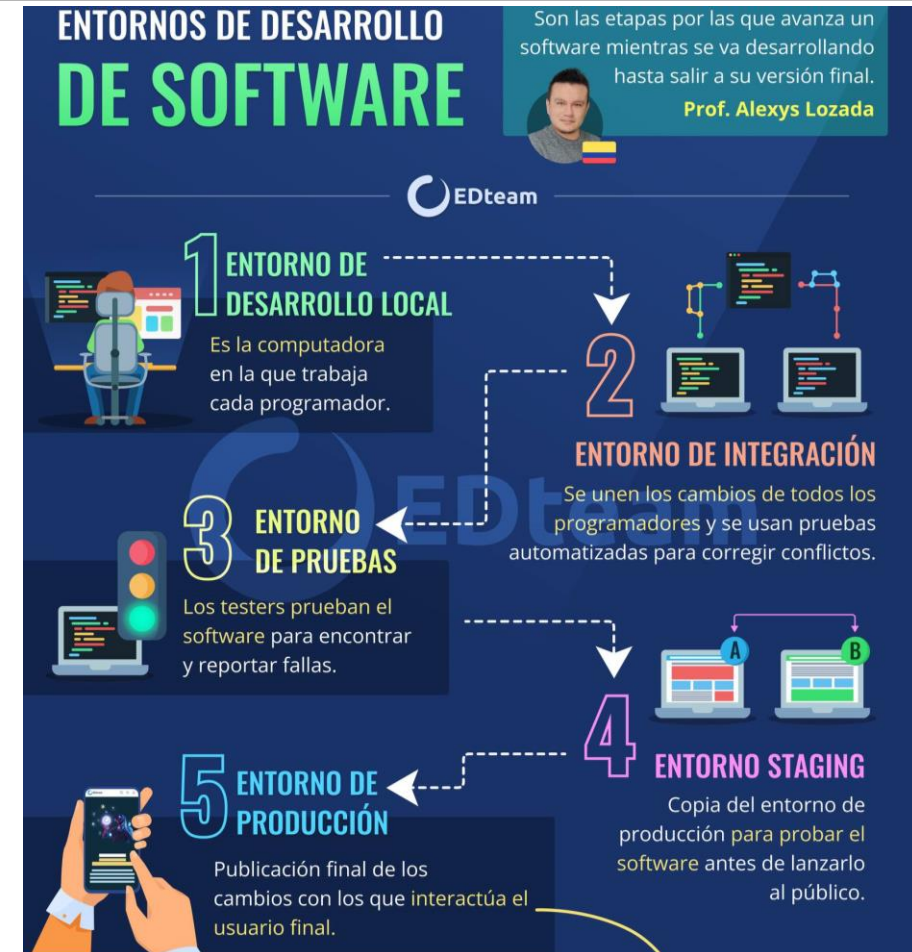 ENTORNOS DE DESARROLLO
DE SOFTWARE
Son las etapas por las que avanza un
software mientras se va desarrollando
hasta salir a su versión final.
Prof. Alexys Lozada
EDteam
1
ENTORNO DE
DESARROLLO LOCAL
Es la computadora
en la que trabaja
cada programador.
2
ENTORNO DE INTEGRACIÓN
Se unen los cambios de todos los
programadores y se usan pruebas
automatizadas para corregir conflictos.
EDteam
3
ENTORNO
DE PRUEBAS
Los testers prueban el
software para encontrar
y reportar fallas.
A
B
4
ENTORNO STAGING
Copia del entorno de
producción para probar el
software antes de lanzarlo
al público.
5
ENTORNO DE
PRODUCCIÓN
Publicación final de los
cambios con los que interactúa el
usuario final.